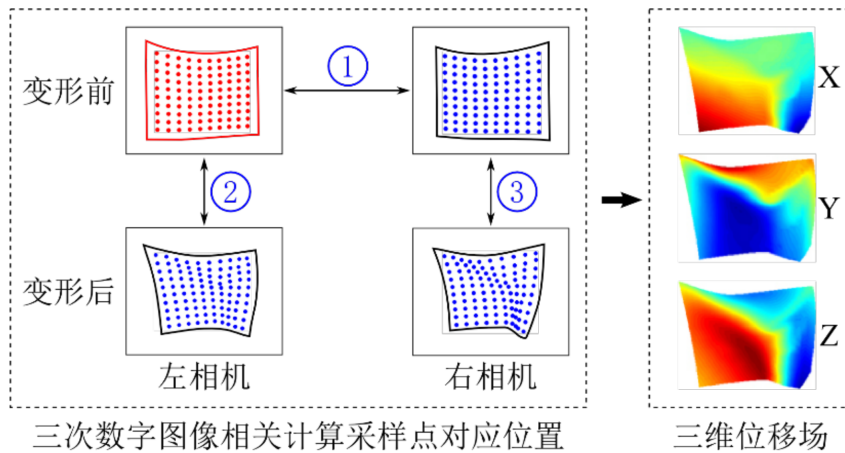 变形前
①
X
②
③
Y
变形后
Z
左相机
右相机
三次数字图像相关计算采样点对应位置
三维位移场